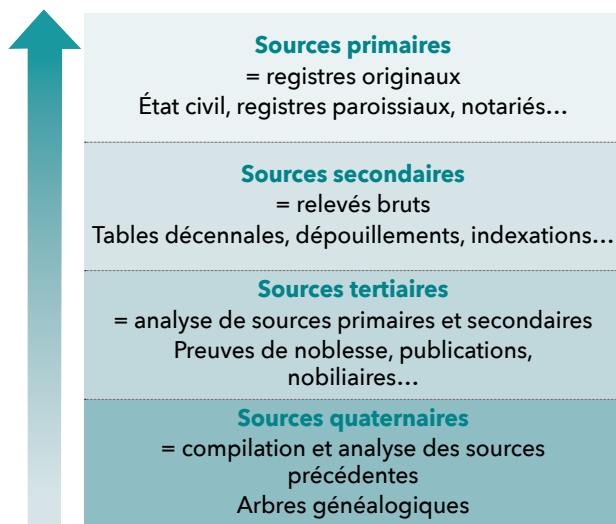 Sources primaires
= registres originaux
État civil, registres paroissiaux, notariés…
Sources secondaires
= relevés bruts
Tables décennales, dépouillements, indexations…
Sources tertiaires
= analyse de sources primaires et secondaires
Preuves de noblesse, publications,
nobiliaires…
Sources quaternaires
= compilation et analyse des sources
précédentes
Arbres généalogiques